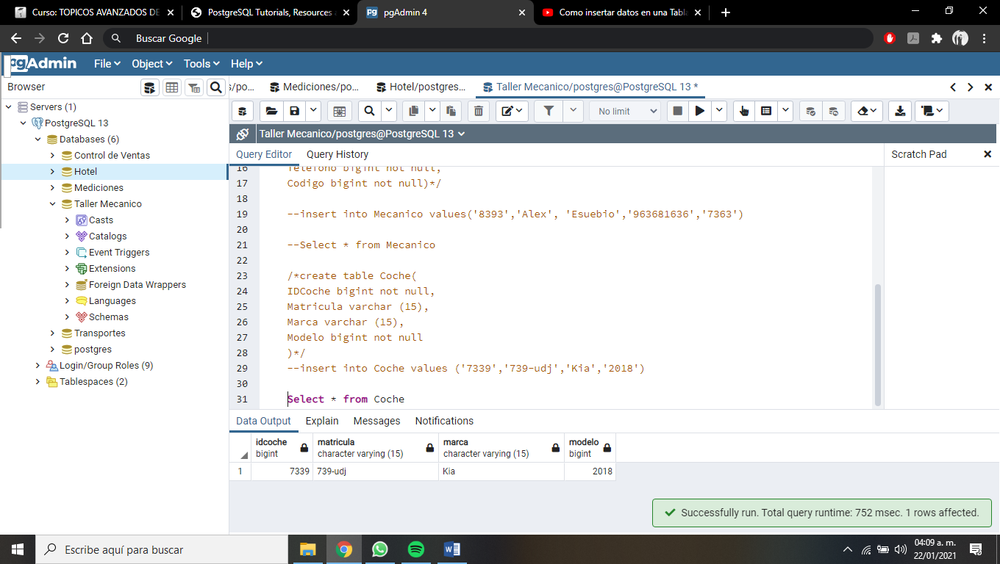 Curso: TOPICOS AVANZADOS DE
PostgreSQL Tutorials, Resources a
pgAdmin 4
Como insertar datos en una Tabla
Buscar Google
pgAdmin
File
Object
Tools
Help
Browser
s/po...
Mediciones/po...
Hotel/postgres...
Taller Mecanico/postgres@PostgreSQL 13 *
Servers (1)
PostgreSQL 13
Databases (6)
Control de Ventas
Hotel
Mediciones
Taller Mecanico
Casts
Catalogs
Event Triggers
Extensions
Foreign Data Wrappers
Languages
Schemas
Transportes
postgres
Login/Group Roles (9)
Tablespaces (2)
No limit
Taller Mecanico/postgres@PostgreSQL 13
Query Editor
Query History
Scratch Pad
16 Telefono bigint not null,
17 Codigo bigint not null)*/
18
19 --insert into Mecanico values('8393','Alex', 'Esuebio','963681636','7363')
20
21 --Select * from Mecanico
22
23 /*create table Coche(
24 IDCoche bigint not null,
25 Matricula varchar (15),
26 Marca varchar (15),
27 Modelo bigint not null
28 )*/
29 --insert into Coche values ('7339','739-udj','Kia','2018')
30
31 Select * from Coche
Data Output
Explain
Messages
Notifications
idcoche
bigint
matricula
character varying (15)
marca
character varying (15)
modelo
bigint
1 7339 739-udj Kia 2018
Successfully run. Total query runtime: 752 msec. 1 rows affected.
Escribe aquí para buscar
04:09 a. m.
22/01/2021